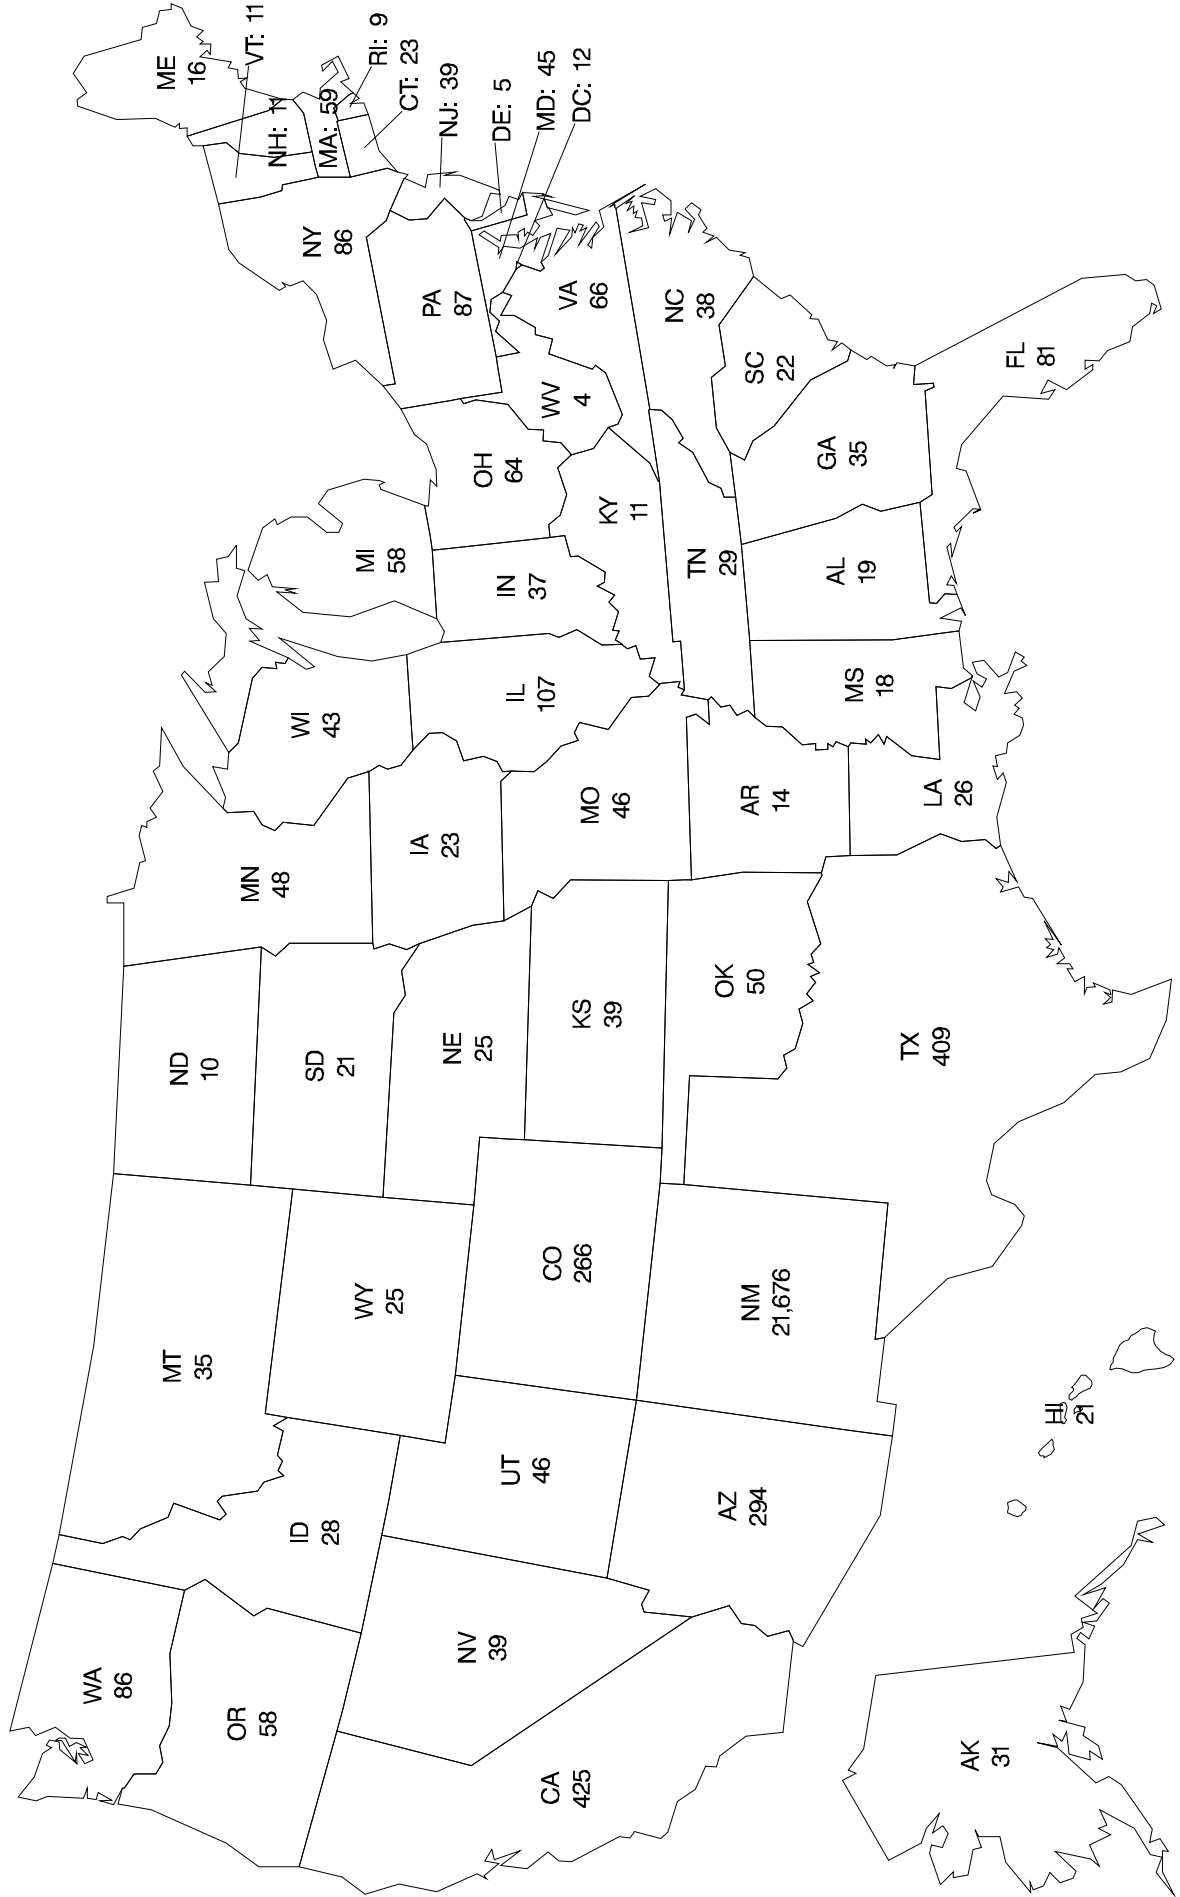 WA
86
OR
58
CA
425
NV
39
ID
28
MT
35
WY
25
UT
46
AZ
294
CO
266
NM
21,676
ND
10
SD
21
NE
25
KS
39
OK
50
TX
409
MN
48
IA
23
MO
46
AR
14
LA
26
WI
43
IL
107
MS
18
MI
58
IN
37
OH
64
KY
11
TN
29
AL
19
GA
35
FL
81
SC
22
NC
38
VA
66
WV
4
PA
87
NY
86
ME
16
VT: 11
NH: 11
MA: 59
RI: 9
CT: 23
NJ: 39
DE: 5
MD: 45
DC: 12
AK
31
HI
21